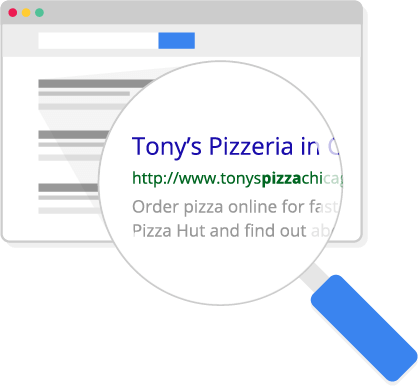 Tony's Pizzeria in
http://www.tonyspizzachicag
Order pizza online for fast
Pizza Hut and find out ab